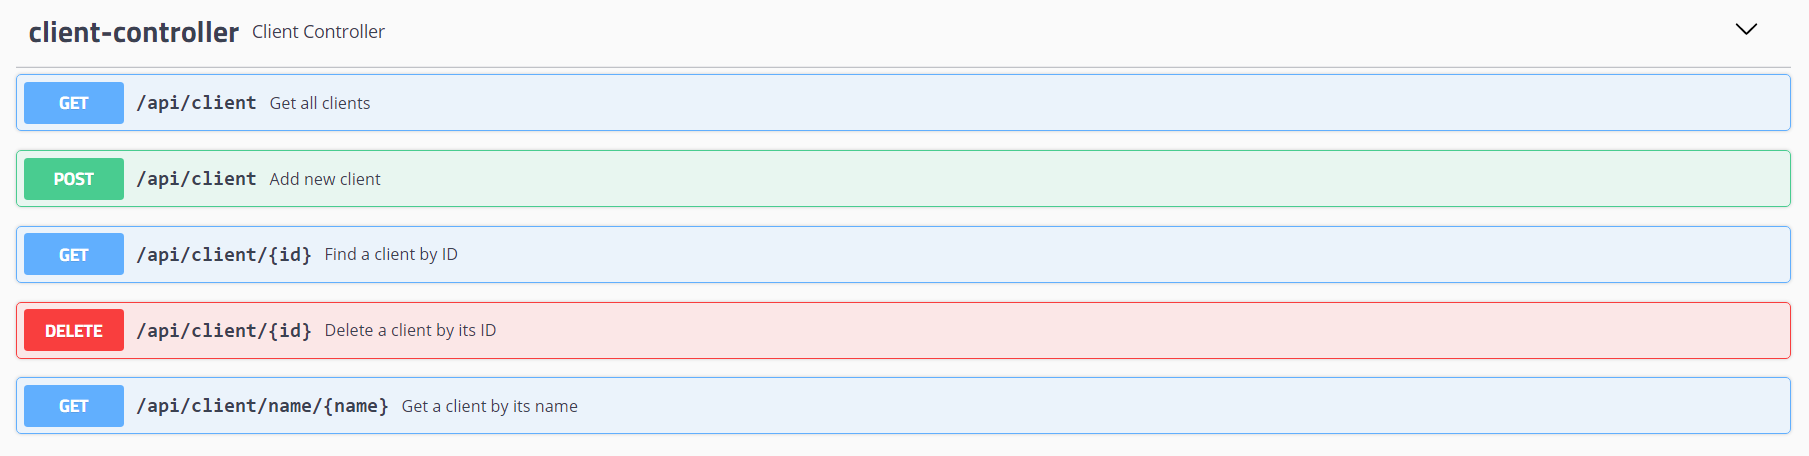 client-controller Client Controller
GET /api/client Get all clients
POST /api/client Add new client
GET /api/client/{id} Find a client by ID
DELETE /api/client/{id} Delete a client by its ID
GET /api/client/name/{name} Get a client by its name